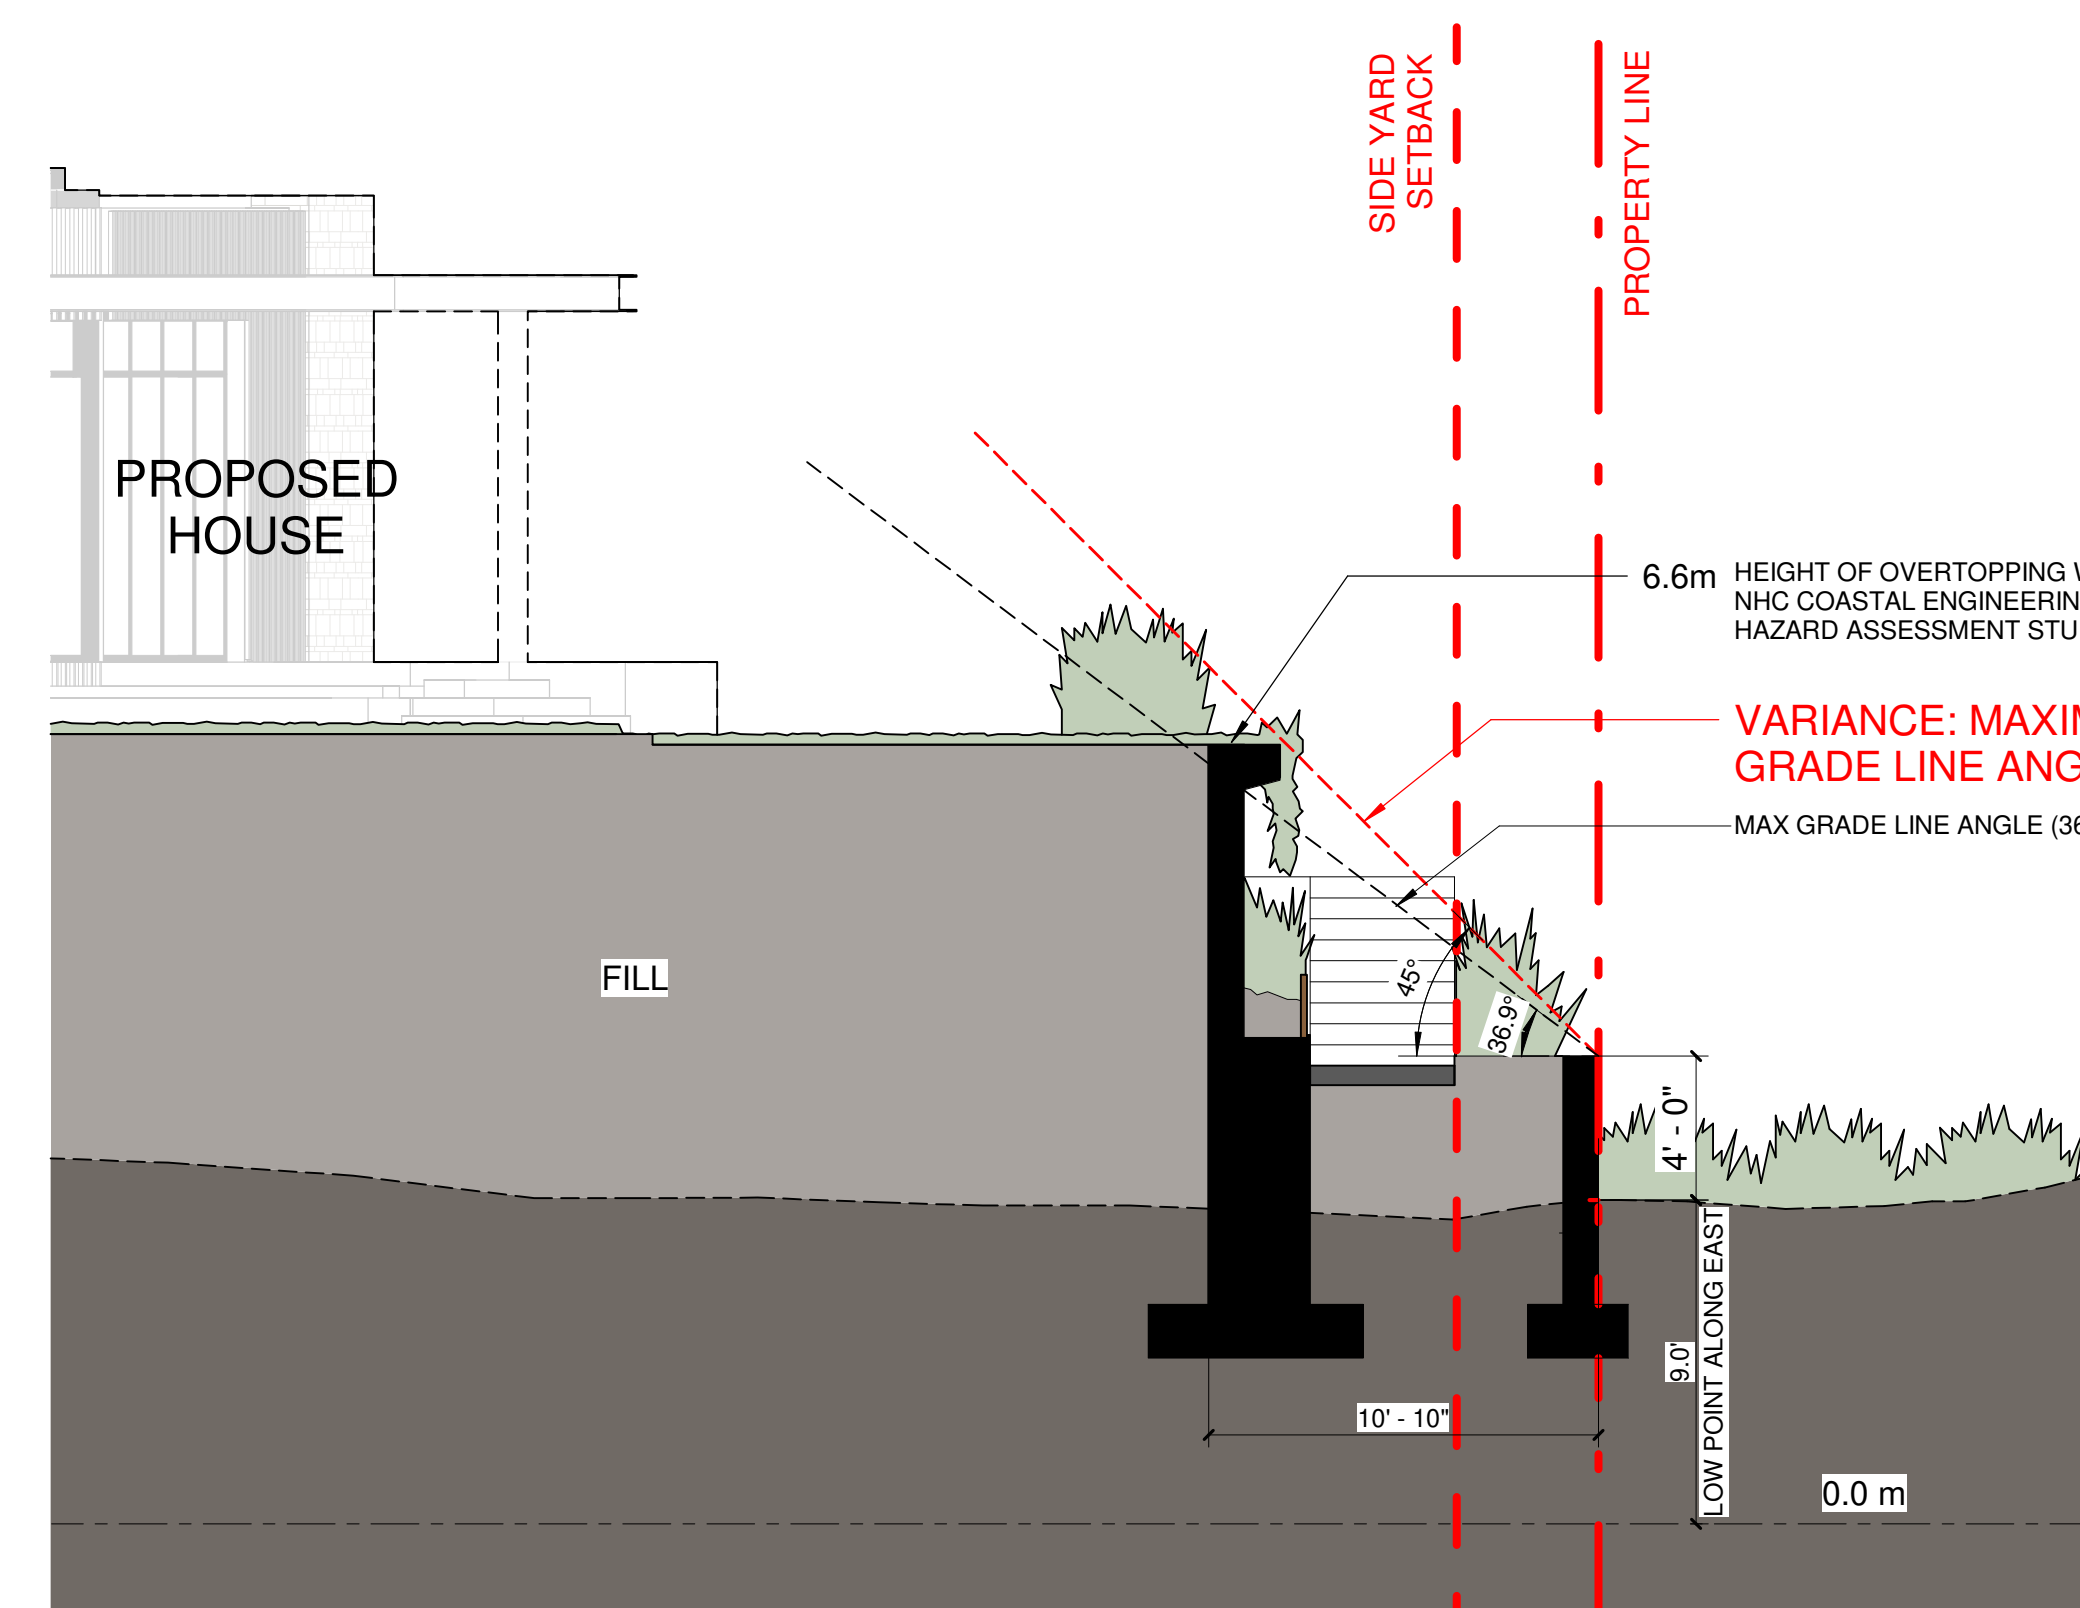 SIDE YARD
SETBACK
PROPERTY LINE
PROPOSED
HOUSE
6.6m
HEIGHT OF OVERTOPPING
NHC COASTAL ENGINEERIN
HAZARD ASSESSMENT STU
VARIANCE: MAXIM
GRADE LINE ANG
MAX GRADE LINE ANGLE (36
FILL
45°
36.9°
4' - 0"
LOW POINT ALONG EAST
9.0'
10' - 10"
0.0 m